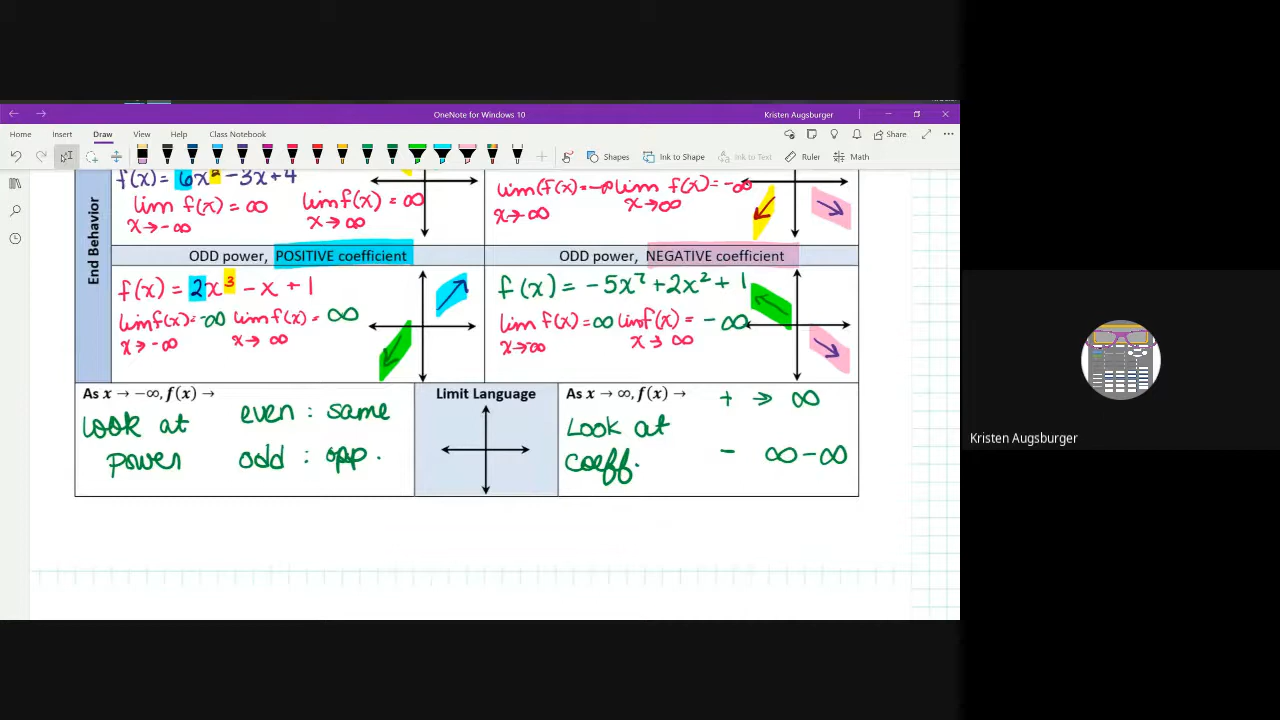 OneNote for Windows 10
Kristen Augsburger
Home Insert Draw View Help Class Notebook
Share
Shapes Ink to Shape Ink to Text Ruler Math
End Behavior
f(x) = 6x² -3x+4
lim f(x) = ∞ lim f(x) = ∞
x→-∞ x→∞
lim(f(x) = -∞ lim f(x) = -∞
x→∞ x→∞
ODD power, POSITIVE coefficient
ODD power, NEGATIVE coefficient
f(x) = 2x³ - x + 1
lim f(x) = -∞ lim f(x) = ∞
x→-∞ x→∞
f(x) = -5x⁷ +2x² + 1
lim f(x) = ∞ lim f(x) = -∞
x→∞ x→∞
As x → -∞, f(x) →
Look at even : same
power odd : opp.
Limit Language
As x → ∞, f(x) → + → ∞
Look at
coeff. - ∞ -∞
Kristen Augsburger